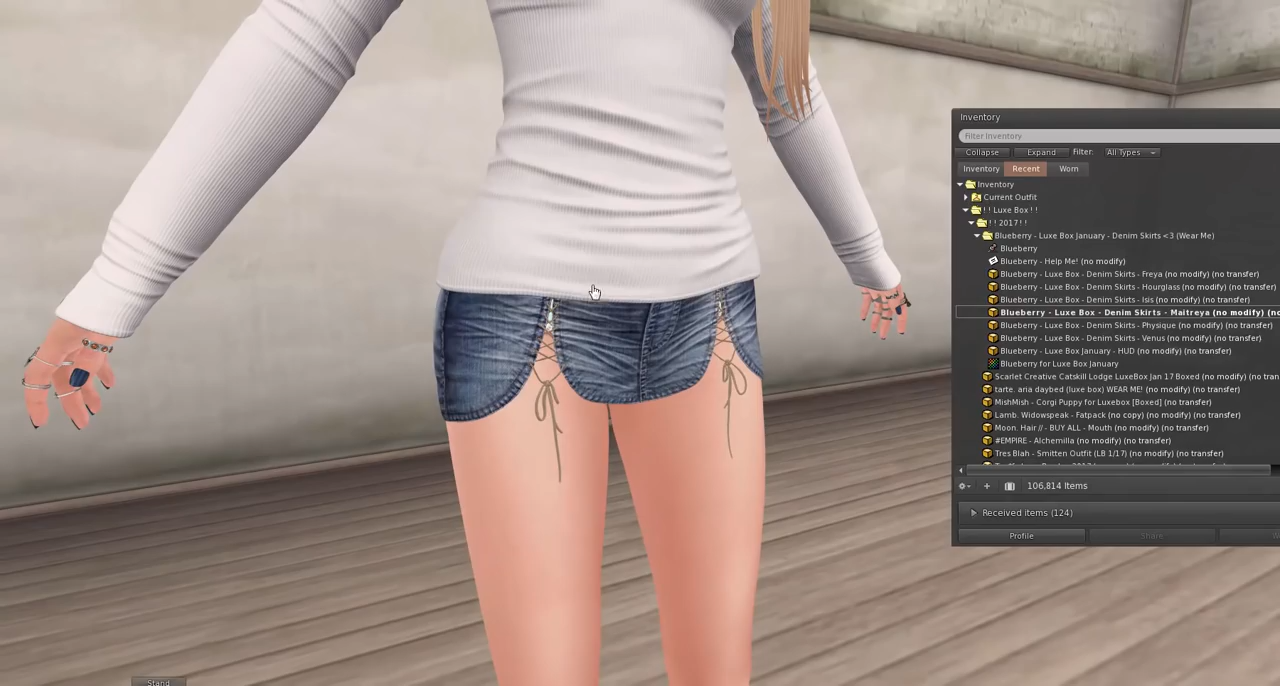 Inventory
Filter Inventory
Collapse Expand Filter: All Types
Inventory Recent Worn
Inventory
Current Outfit
! ! Luxe Box ! !
! ! 2017 ! !
Blueberry - Luxe Box January - Denim Skirts <3 (Wear Me)
Blueberry
Blueberry - Help Me! (no modify)
Blueberry - Luxe Box - Denim Skirts - Freya (no modify) (no transfer)
Blueberry - Luxe Box - Denim Skirts - Hourglass (no modify) (no transfer)
Blueberry - Luxe Box - Denim Skirts - Isis (no modify) (no transfer)
Blueberry - Luxe Box - Denim Skirts - Maitreya (no modify) (no
Blueberry - Luxe Box - Denim Skirts - Physique (no modify) (no transfer)
Blueberry - Luxe Box - Denim Skirts - Venus (no modify) (no transfer)
Blueberry - Luxe Box January - HUD (no modify) (no transfer)
Blueberry for Luxe Box January
Scarlet Creative Catskill Lodge LuxeBox Jan 17 Boxed (no modify) (no tran
tarte. aria daybed (luxe box) WEAR ME! (no modify) (no transfer)
MishMish - Corgi Puppy for Luxebox [Boxed] (no transfer)
Lamb. Widowspeak - Fatpack (no copy) (no modify) (no transfer)
Moon. Hair // - BUY ALL - Mouth (no modify) (no transfer)
#EMPIRE - Alchemilla (no modify) (no transfer)
Tres Blah - Smitten Outfit (LB 1/17) (no modify) (no transfer)
106,814 Items
Received items (124)
Profile Share
Stand